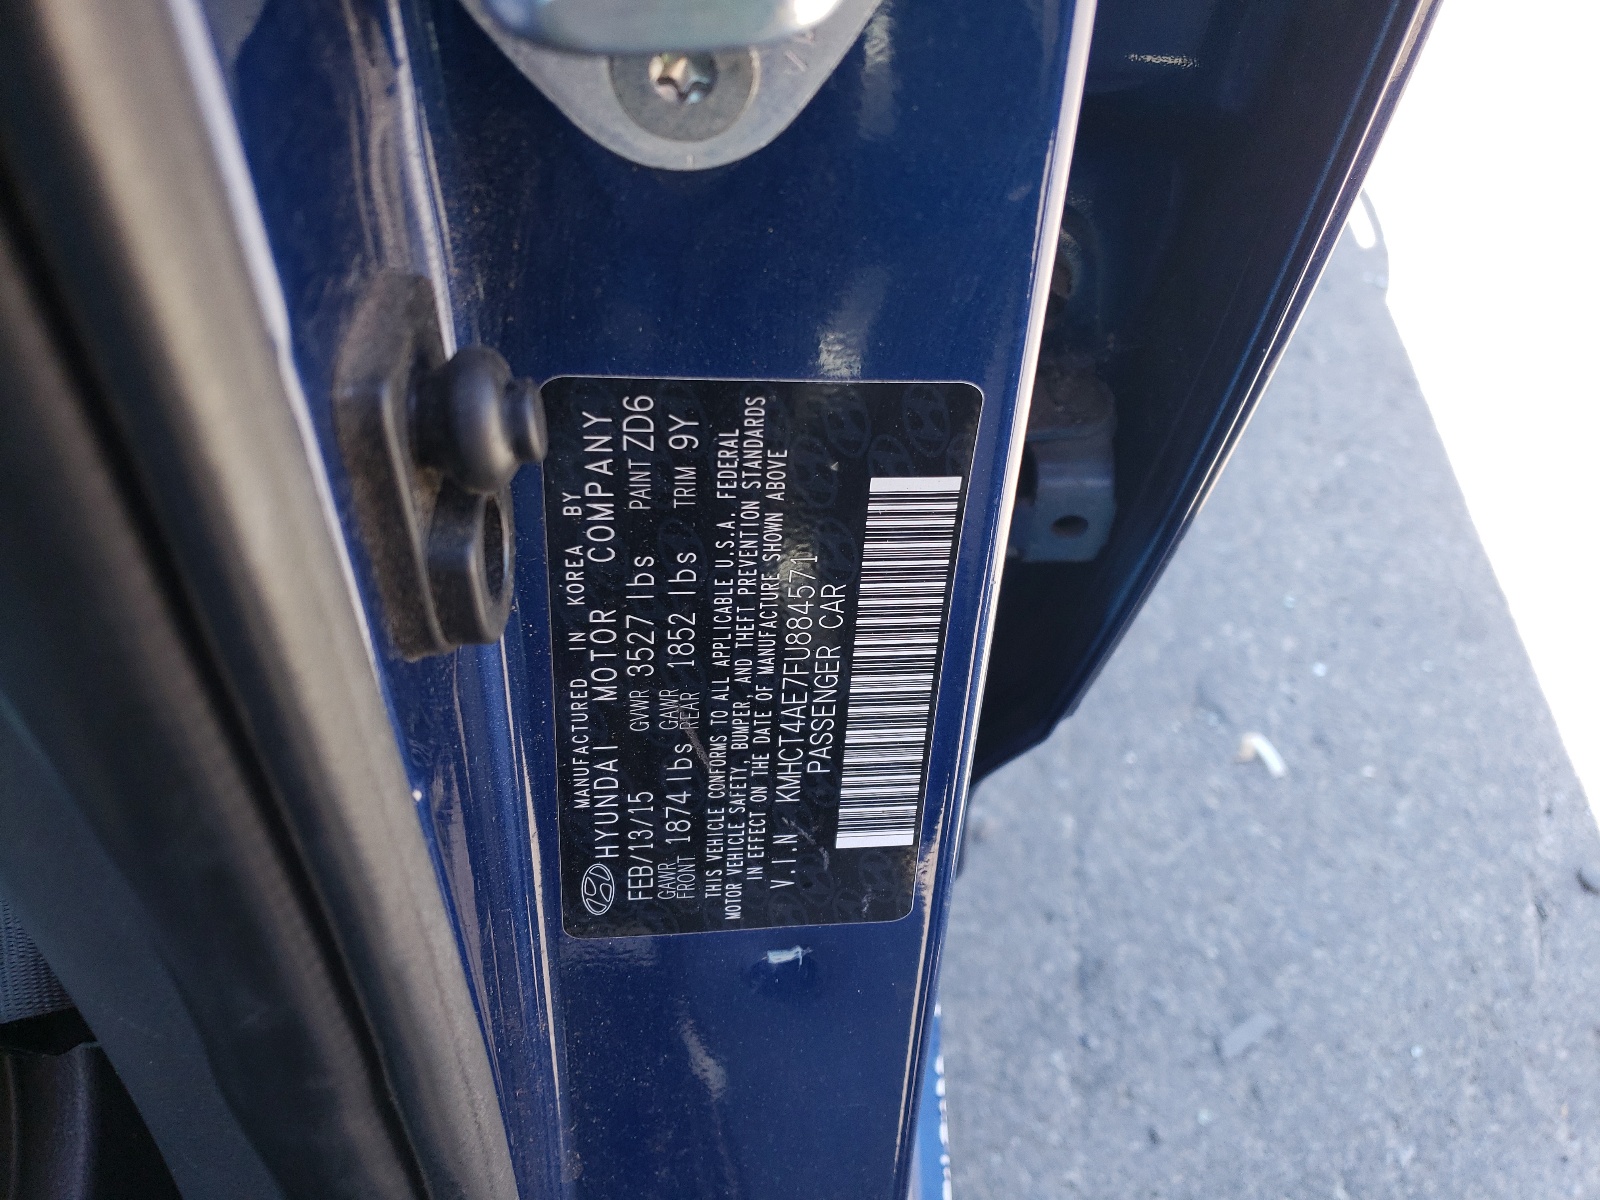 MANUFACTURED IN KOREA BY
HYUNDAI MOTOR COMPANY
FEB/13/15 GVWR 3527 lbs PAINT ZD6
GAWR FRONT 1874 lbs GAWR REAR 1852 lbs TRIM 9Y
THIS VEHICLE CONFORMS TO ALL APPLICABLE U.S.A. FEDERAL
MOTOR VEHICLE SAFETY, BUMPER, AND THEFT PREVENTION STANDARDS
IN EFFECT ON THE DATE OF MANUFACTURE SHOWN ABOVE
V.I.N KMHCT4AE7FU884571
PASSENGER CAR